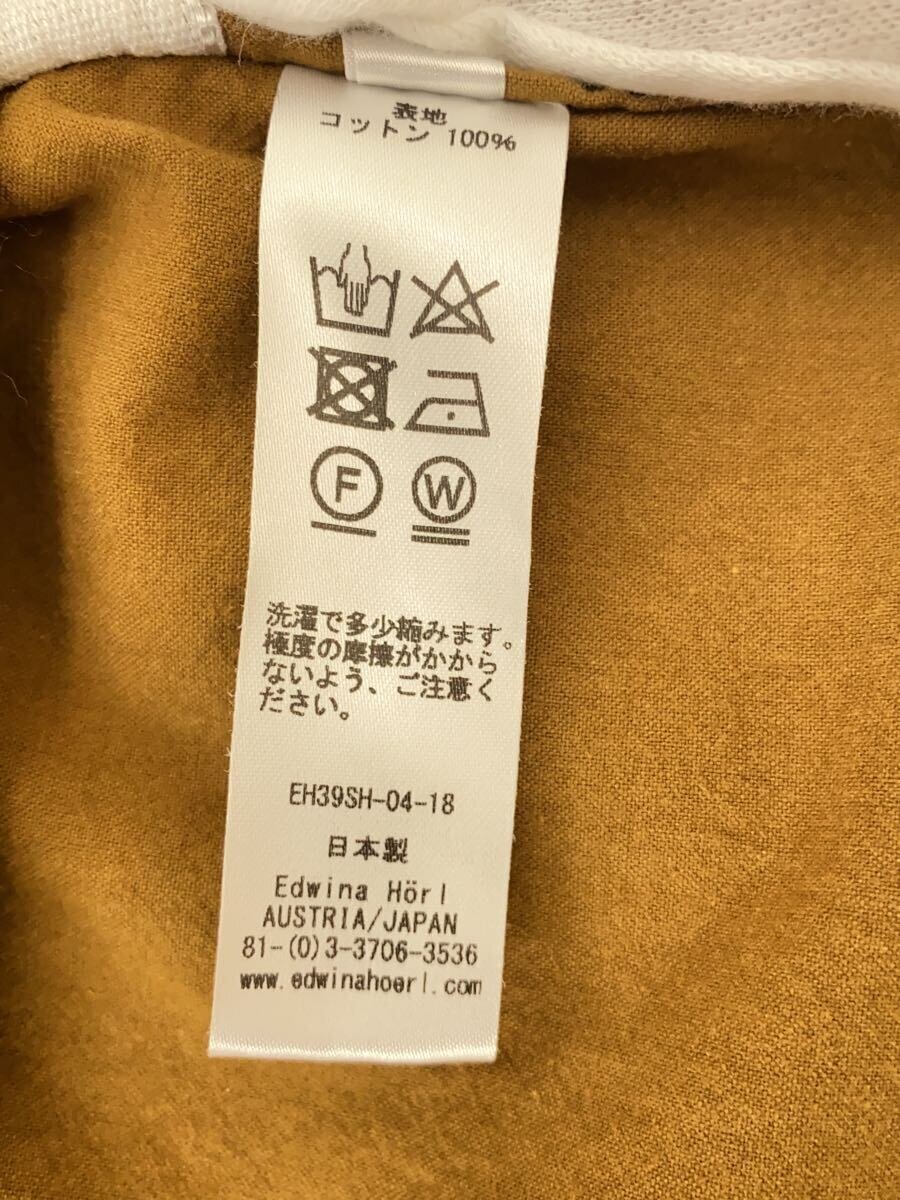 表地
コットン 100%
F
W
洗濯で多少縮みます。
極度の摩擦がかから
ないよう、ご注意く
ださい。
EH39SH-04-18
日本製
Edwina Hörl
AUSTRIA/JAPAN
81-(0)3-3706-3536
www.edwinahoerl.com